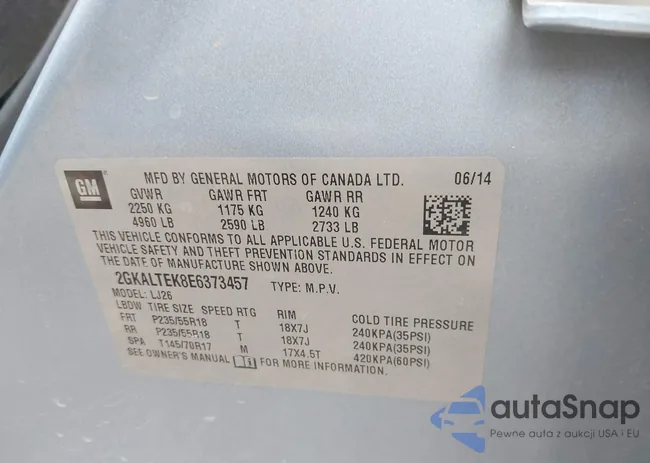 GM
MFD BY GENERAL MOTORS OF CANADA LTD. 06/14
GVWR GAWR FRT GAWR RR
2250 KG 1175 KG 1240 KG
4960 LB 2590 LB 2733 LB
THIS VEHICLE CONFORMS TO ALL APPLICABLE U.S. FEDERAL MOTOR
VEHICLE SAFETY AND THEFT PREVENTION STANDARDS IN EFFECT ON
THE DATE OF MANUFACTURE SHOWN ABOVE.
2GKALTEK8E6373457 TYPE: M.P.V.
MODEL: LJ26
LBDW TIRE SIZE SPEED RTG RIM COLD TIRE PRESSURE
FRT P235/55R18 T 18X7J 240KPA(35PSI)
RR P235/55R18 T 18X7J 240KPA(35PSI)
SPA T145/70R17 M 17X4.5T 420KPA(60PSI)
SEE OWNER'S MANUAL FOR MORE INFORMATION.
autaSnap
Pewne auta z aukcji USA i EU